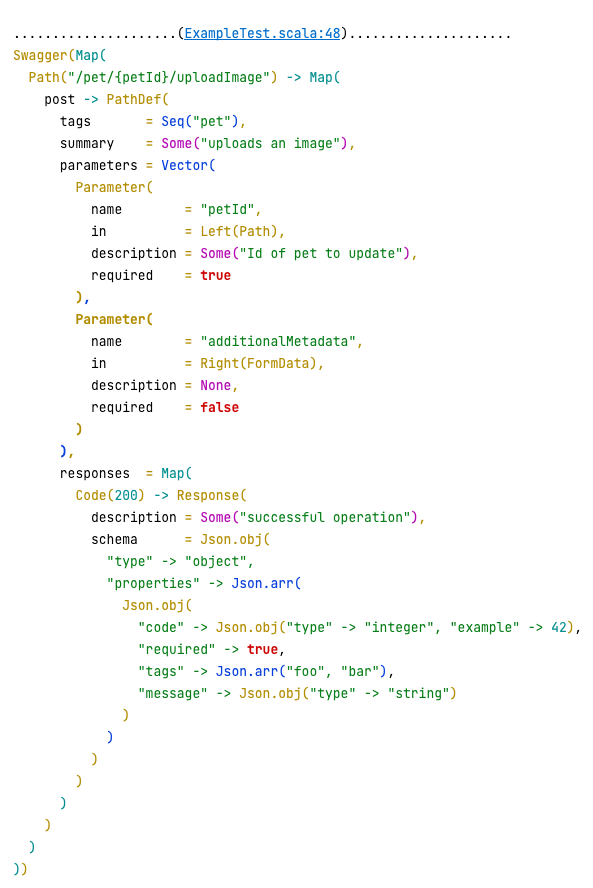 .....................(ExampleTest.scala:48).....................
Swagger(Map(
  Path("/pet/{petId}/uploadImage") -> Map(
    post -> PathDef(
      tags       = Seq("pet"),
      summary    = Some("uploads an image"),
      parameters = Vector(
        Parameter(
          name        = "petId",
          in          = Left(Path),
          description = Some("Id of pet to update"),
          required    = true
        ),
        Parameter(
          name        = "additionalMetadata",
          in          = Right(FormData),
          description = None,
          required    = false
        )
      ),
      responses  = Map(
        Code(200) -> Response(
          description = Some("successful operation"),
          schema      = Json.obj(
            "type" -> "object",
            "properties" -> Json.arr(
              Json.obj(
                "code" -> Json.obj("type" -> "integer", "example" -> 42),
                "required" -> true,
                "tags" -> Json.arr("foo", "bar"),
                "message" -> Json.obj("type" -> "string")
              )
            )
          )
        )
      )
    )
  )
))